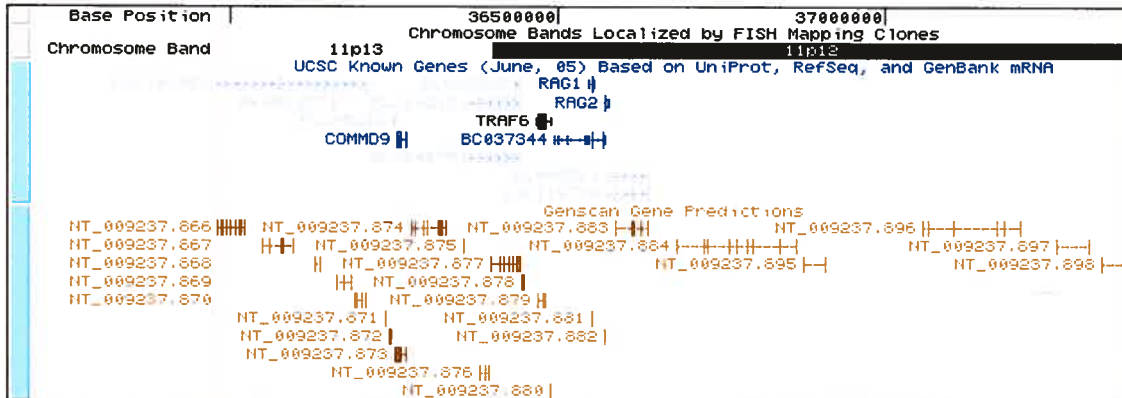 Base Position 36500000 37000000
Chromosome Bands Localized by FISH Mapping Clones
Chromosome Band 11p13 11p12
UCSC Known Genes (June, 05) Based on UniProt, RefSeq, and GenBank mRNA
RAG1
RAG2
TRAF6
COMMD9 BC037344
Genscan Gene Predictions
NT_009237.866 NT_009237.874 NT_009237.883 NT_009237.896
NT_009237.867 NT_009237.875 NT_009237.884 NT_009237.897
NT_009237.868 NT_009237.877 NT_009237.895 NT_009237.898
NT_009237.869 NT_009237.878
NT_009237.870 NT_009237.879
NT_009237.871 NT_009237.881
NT_009237.872 NT_009237.882
NT_009237.873
NT_009237.876
NT_009237.880